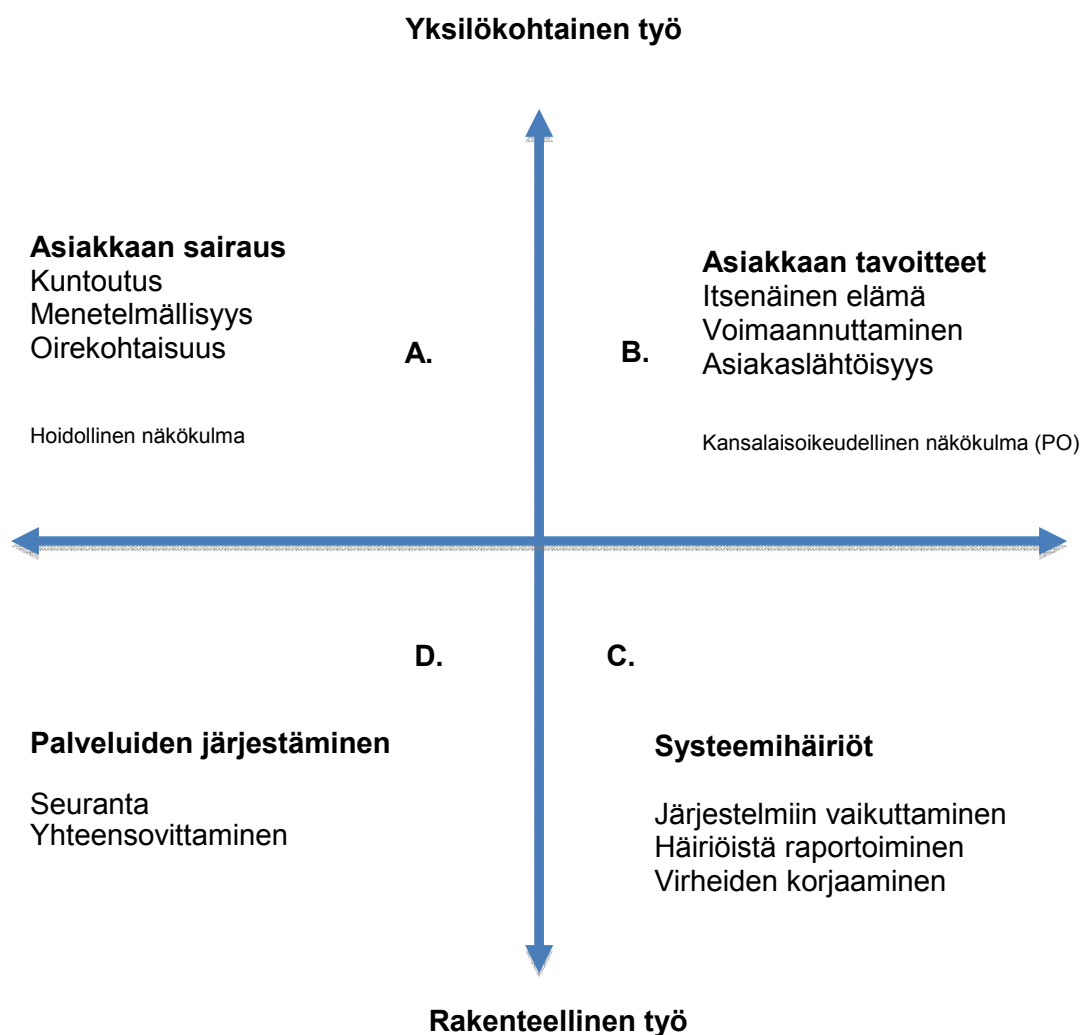 Yksilökohtainen työ
Asiakkaan sairaus
Kuntoutus
Menetelmällisyys
Oirekohtaisuus
A.
Hoidollinen näkökulma
B.
Asiakkaan tavoitteet
Itsenäinen elämä
Voimaannuttaminen
Asiakaslähtöisyys
Kansalaisoikeudellinen näkökulma (PO)
D.
Palveluiden järjestäminen
Seuranta
Yhteensovittaminen
C.
Systeemihäiriöt
Järjestelmiin vaikuttaminen
Häiriöistä raportoiminen
Virheiden korjaaminen
Rakenteellinen työ